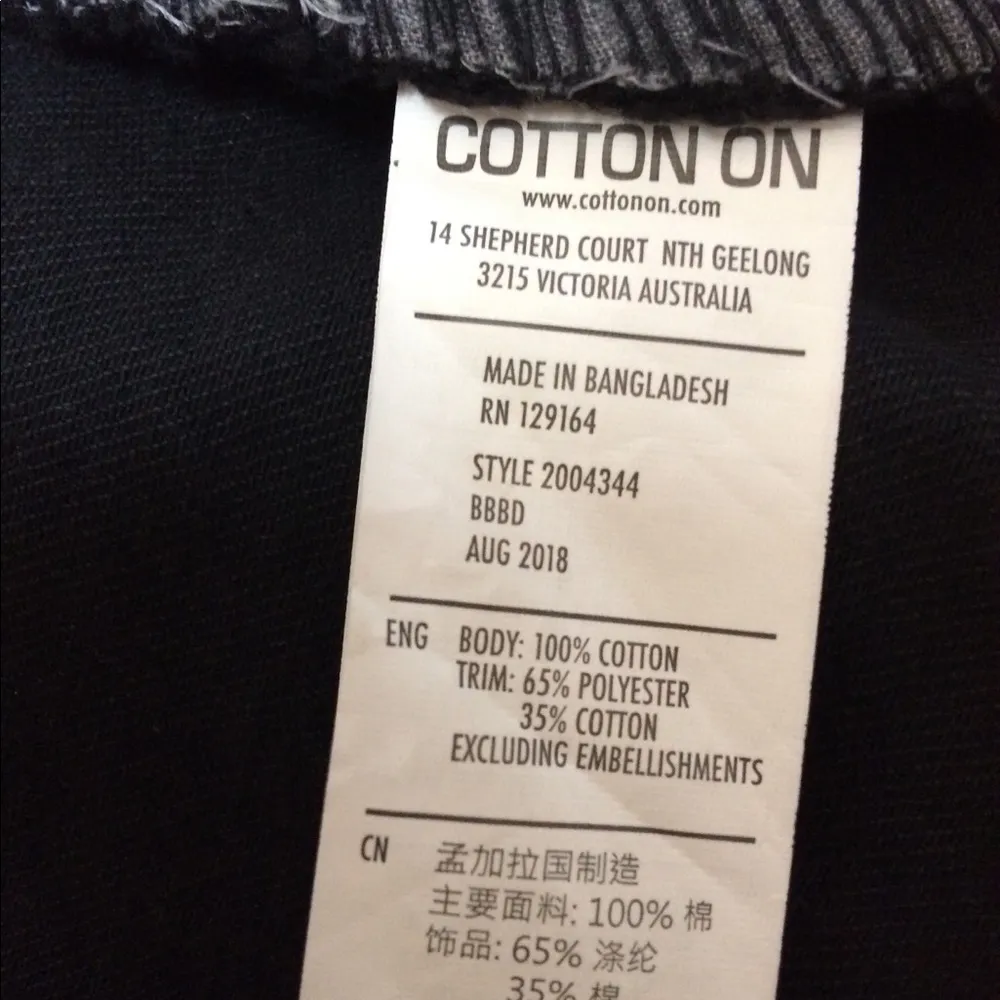 COTTON ON
www.cottonon.com
14 SHEPHERD COURT NTH GEELONG
3215 VICTORIA AUSTRALIA
MADE IN BANGLADESH
RN 129164
STYLE 2004344
BBBD
AUG 2018
ENG BODY: 100% COTTON
TRIM: 65% POLYESTER
35% COTTON
EXCLUDING EMBELLISHMENTS
CN 孟加拉国制造
主要面料: 100% 棉
饰品: 65% 涤纶
35% 棉